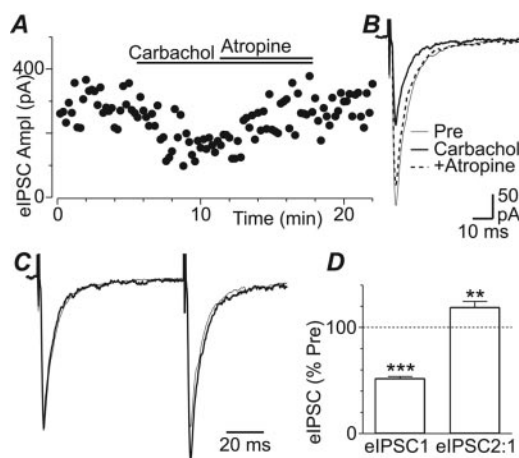 A
Carbachol
Atropine
eIPSC Ampl (pA)
400
0
0
10
20
Time (min)
B
Pre
Carbachol
+Atropine
50
pA
10 ms
C
20 ms
D
eIPSC (% Pre)
100
0
***
**
eIPSC1
eIPSC2:1